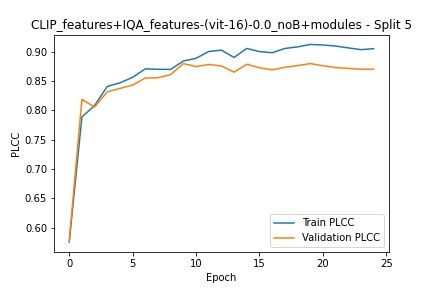 CLIP_features+IQA_features-(vit-16)-0.0_noB+modules - Split 5
0.90
0.85
0.80
0.75
0.70
0.65
0.60
PLCC
Train PLCC
Validation PLCC
0 5 10 15 20 25
Epoch